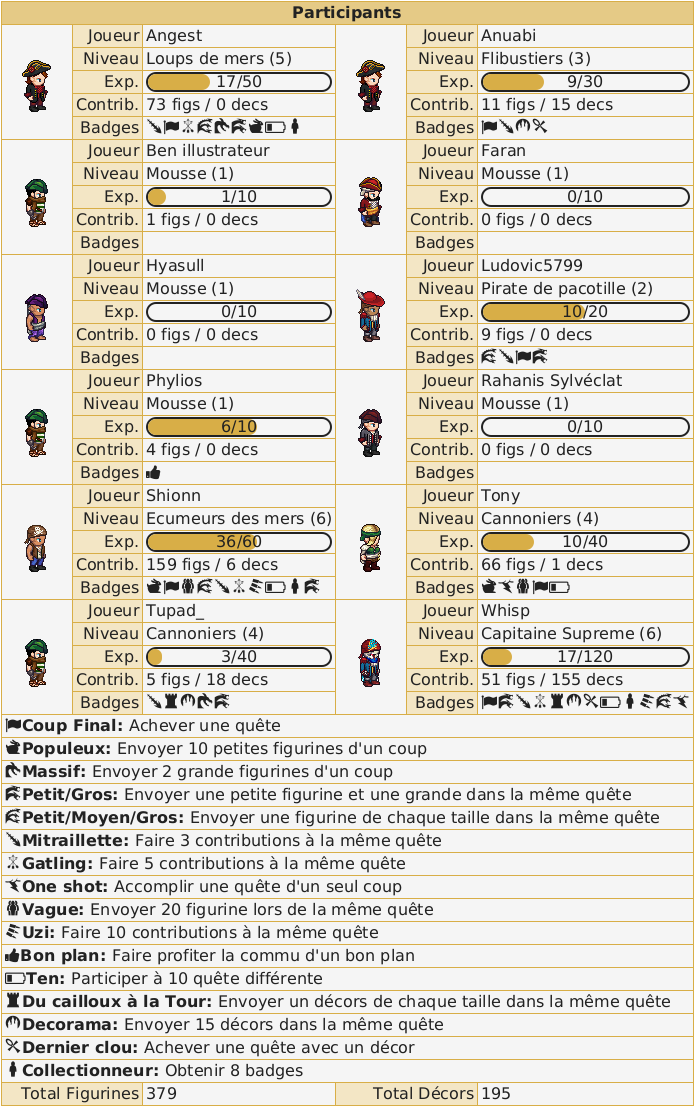 Participants
Joueur Angest
Niveau Loups de mers (5)
Exp. 17/50
Contrib. 73 figs / 0 decs
Badges
Joueur Anuabi
Niveau Flibustiers (3)
Exp. 9/30
Contrib. 11 figs / 15 decs
Badges
Joueur Ben illustrateur
Niveau Mousse (1)
Exp. 1/10
Contrib. 1 figs / 0 decs
Badges
Joueur Faran
Niveau Mousse (1)
Exp. 0/10
Contrib. 0 figs / 0 decs
Badges
Joueur Hyasull
Niveau Mousse (1)
Exp. 0/10
Contrib. 0 figs / 0 decs
Badges
Joueur Ludovic5799
Niveau Pirate de pacotille (2)
Exp. 10/20
Contrib. 9 figs / 0 decs
Badges
Joueur Phylios
Niveau Mousse (1)
Exp. 6/10
Contrib. 4 figs / 0 decs
Badges
Joueur Rahanis Sylvéclat
Niveau Mousse (1)
Exp. 0/10
Contrib. 0 figs / 0 decs
Badges
Joueur Shionn
Niveau Ecumeurs des mers (6)
Exp. 36/60
Contrib. 159 figs / 6 decs
Badges
Joueur Tony
Niveau Cannoniers (4)
Exp. 10/40
Contrib. 66 figs / 1 decs
Badges
Joueur Tupad_
Niveau Cannoniers (4)
Exp. 3/40
Contrib. 5 figs / 18 decs
Badges
Joueur Whisp
Niveau Capitaine Supreme (6)
Exp. 17/120
Contrib. 51 figs / 155 decs
Badges
Coup Final: Achever une quête
Populeux: Envoyer 10 petites figurines d'un coup
Massif: Envoyer 2 grande figurines d'un coup
Petit/Gros: Envoyer une petite figurine et une grande dans la même quête
Petit/Moyen/Gros: Envoyer une figurine de chaque taille dans la même quête
Mitraillette: Faire 3 contributions à la même quête
Gatling: Faire 5 contributions à la même quête
One shot: Accomplir une quête d'un seul coup
Vague: Envoyer 20 figurine lors de la même quête
Uzi: Faire 10 contributions à la même quête
Bon plan: Faire profiter la commu d'un bon plan
Ten: Participer à 10 quête différente
Du cailloux à la Tour: Envoyer un décors de chaque taille dans la même quête
Decorama: Envoyer 15 décors dans la même quête
Dernier clou: Achever une quête avec un décor
Collectionneur: Obtenir 8 badges
Total Figurines 379 Total Décors 195